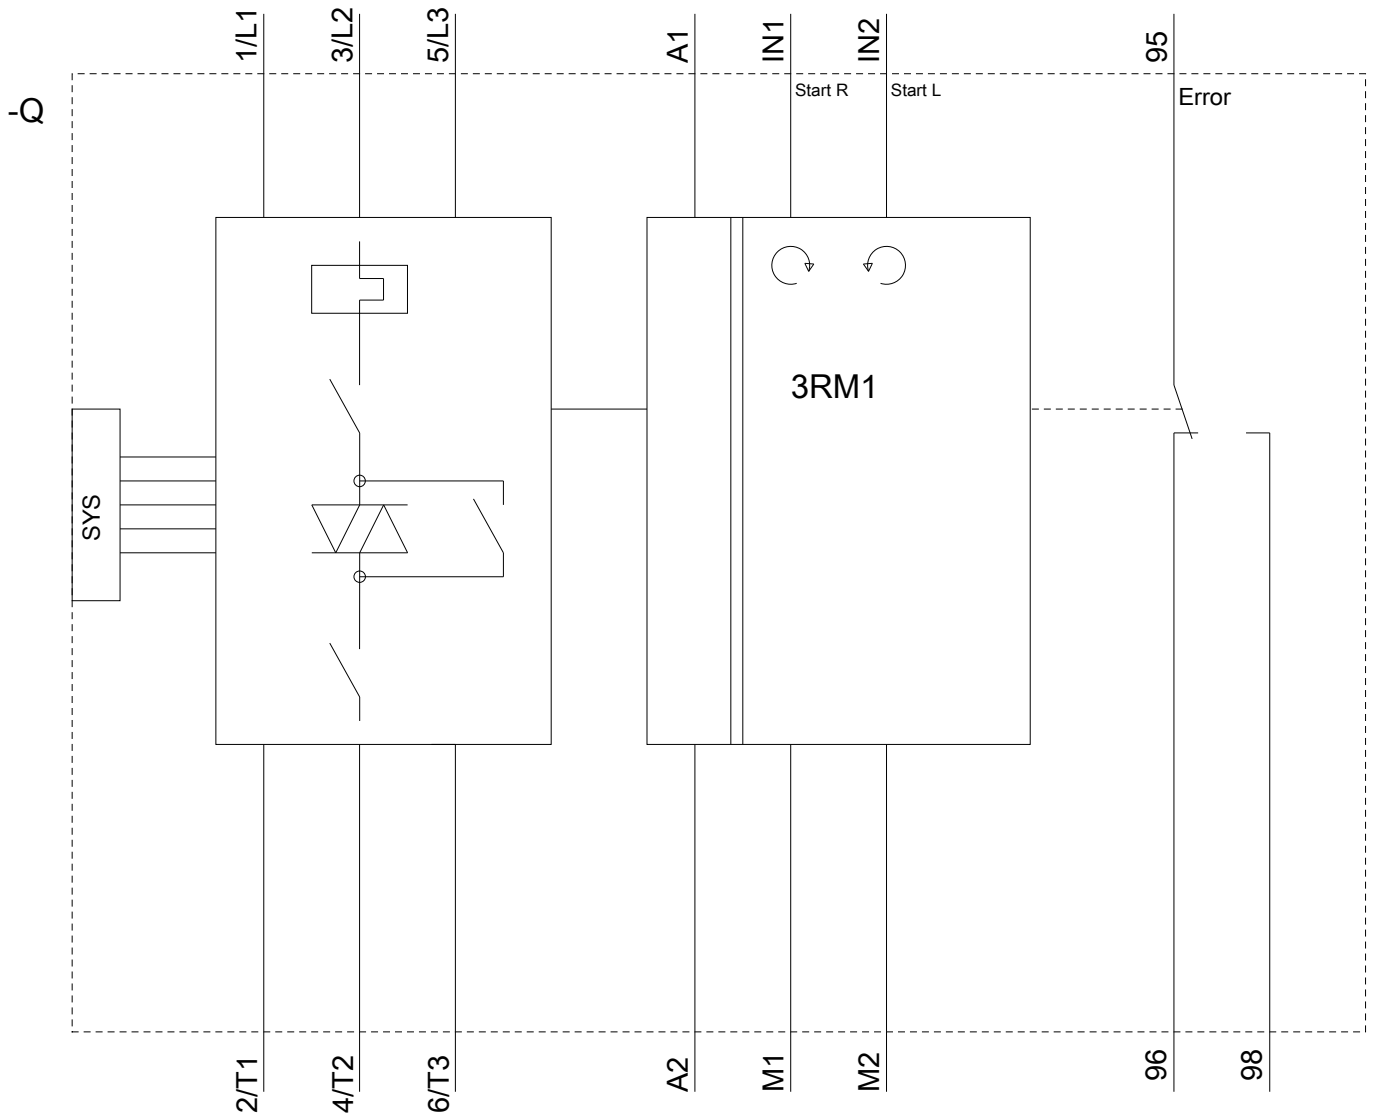 1/L1
3/L2
5/L3
A1
IN1
IN2
95
-Q
Start R
Start L
Error
3RM1
SYS
2/T1
4/T2
6/T3
A2
M1
M2
96
98